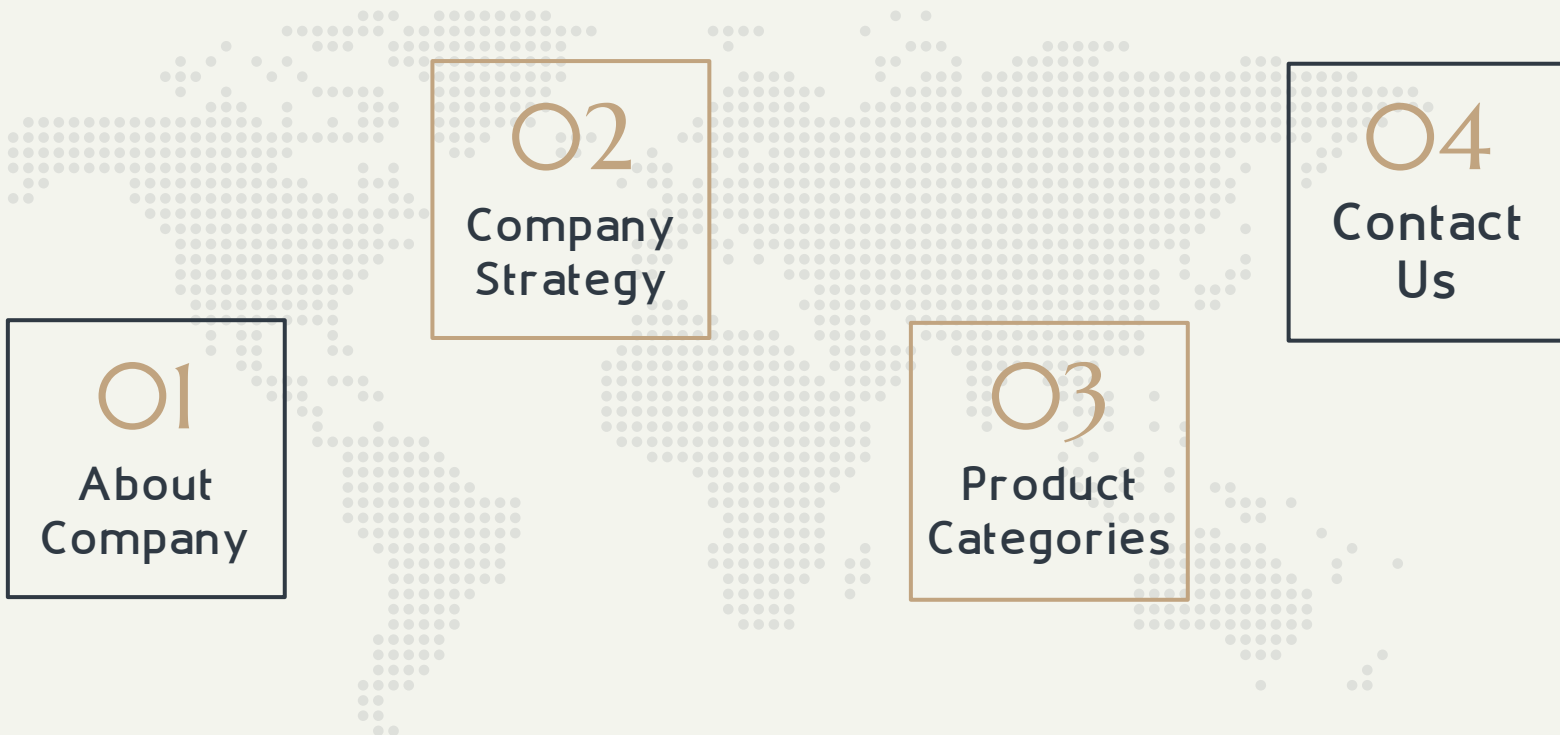 01
About
Company
02
Company
Strategy
03
Product
Categories
04
Contact
Us